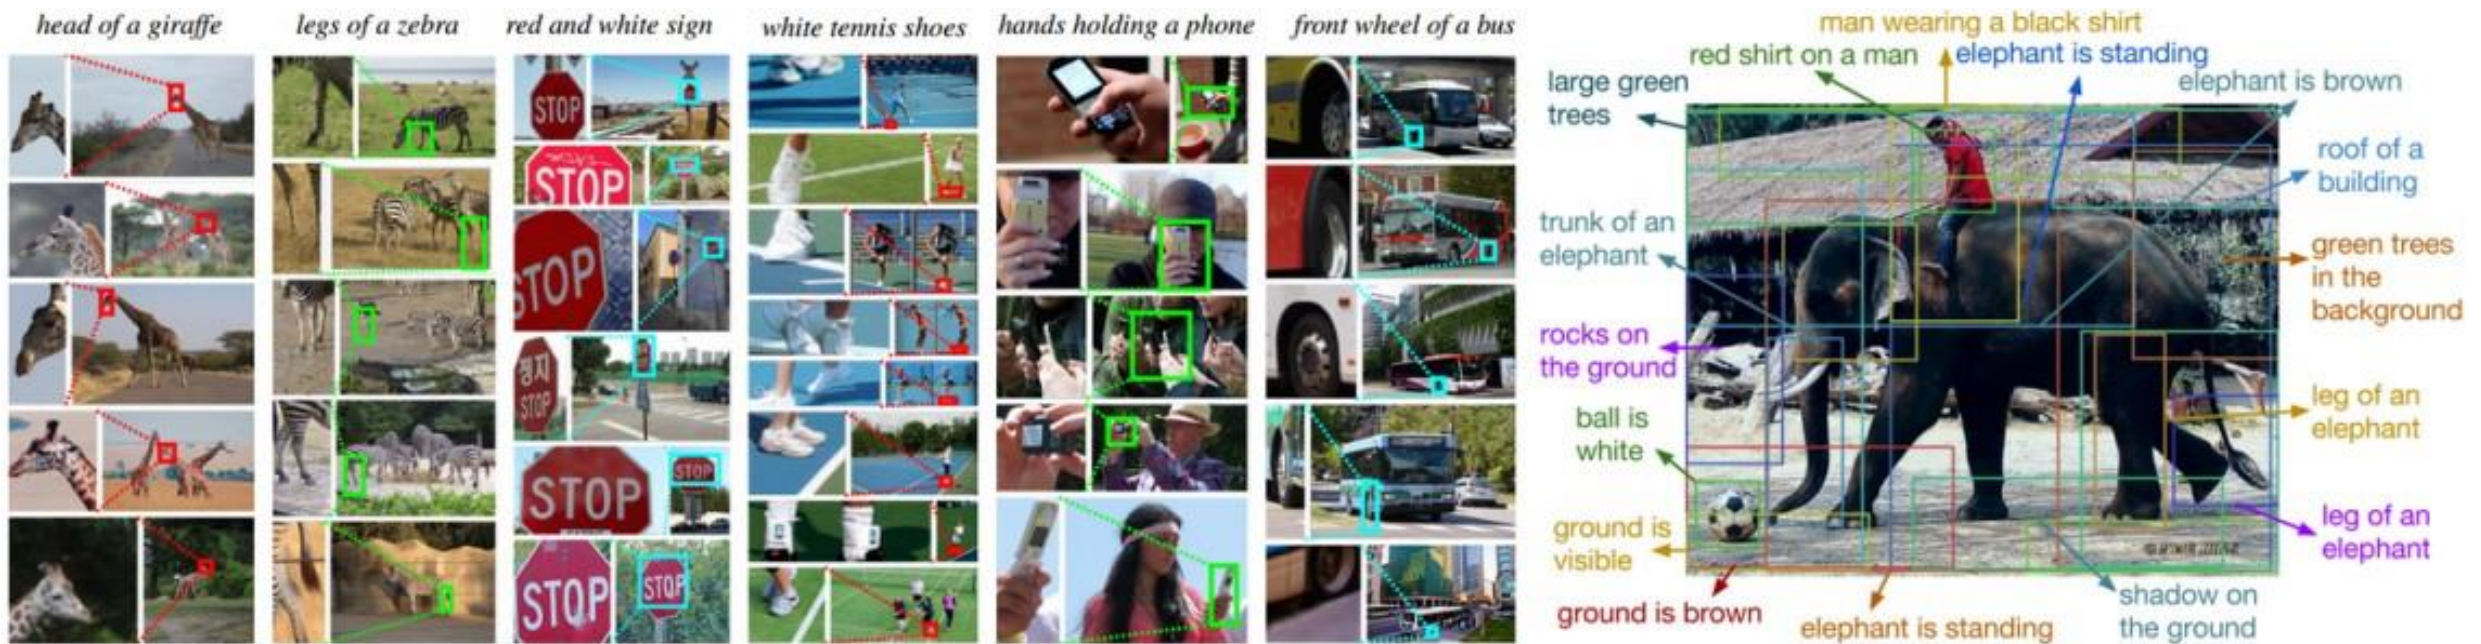 head of a giraffe
legs of a zebra
red and white sign
white tennis shoes
hands holding a phone
front wheel of a bus
STOP
STOP
STOP
정지
STOP
STOP
STOP
STOP
STOP
man wearing a black shirt
red shirt on a man
elephant is standing
elephant is brown
large green
trees
roof of a
building
trunk of an
elephant
green trees
in the
background
rocks on
the ground
ball is
white
leg of an
elephant
ground is
visible
leg of an
elephant
ground is brown
elephant is standing
shadow on
the ground